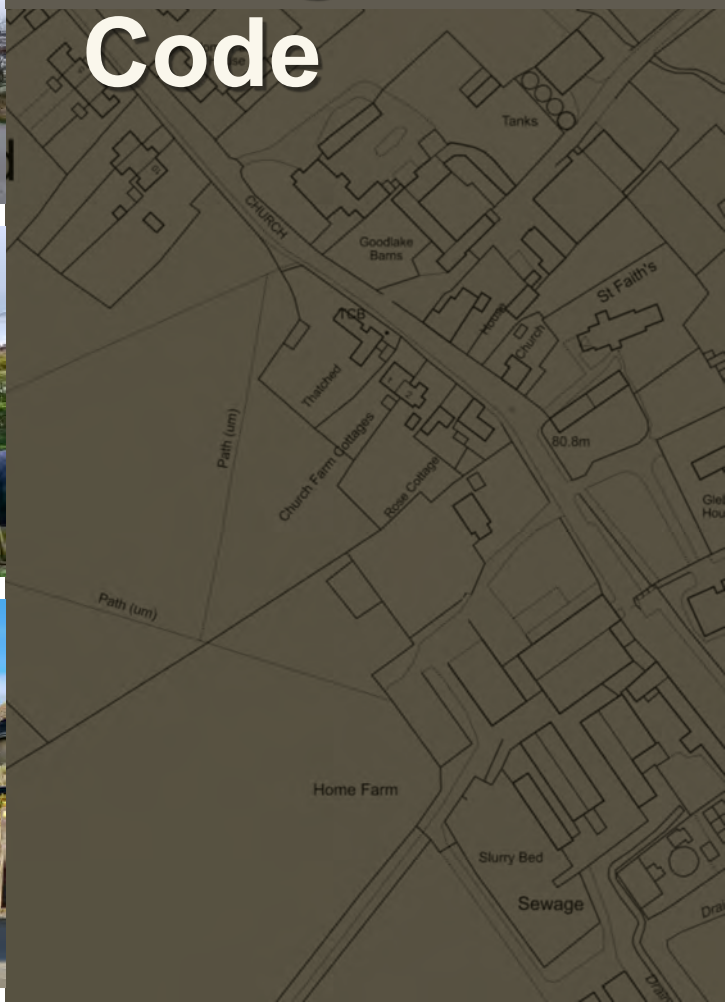 Code
Tanks
CHURCH
Goodlake
Barns
St Faith's
TCB
House
Church
Thatched
2
Path (um)
80.8m
Church Farm Cottages
Rose Cottage
Path (um)
Home Farm
Slurry Bed
Sewage